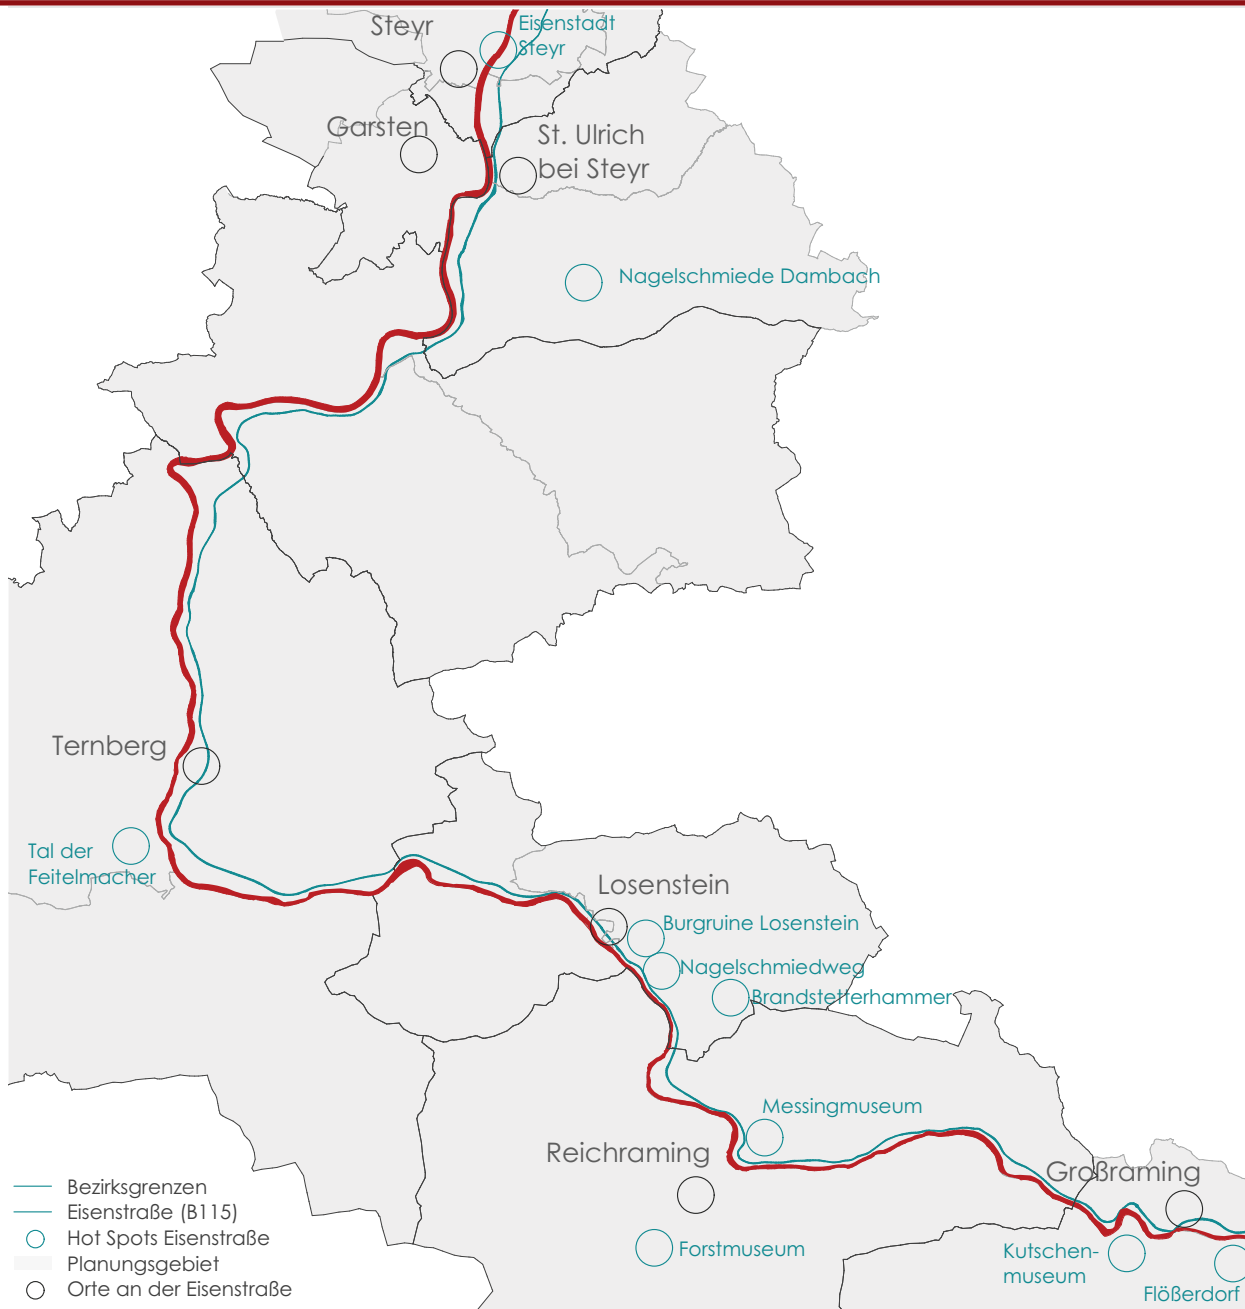 Steyr
Eisenstadt
Steyr
Garsten
St. Ulrich
bei Steyr
Nagelschmiede Dambach
Ternberg
Tal der
Feitelmacher
Losenstein
Burgruine Losenstein
Nagelschmiedweg
Brandstetterhammer
Messingmuseum
Reichraming
Großraming
Forstmuseum
Kutschen-
museum
Flößerdorf
Bezirksgrenzen
Eisenstraße (B115)
Hot Spots Eisenstraße
Planungsgebiet
Orte an der Eisenstraße